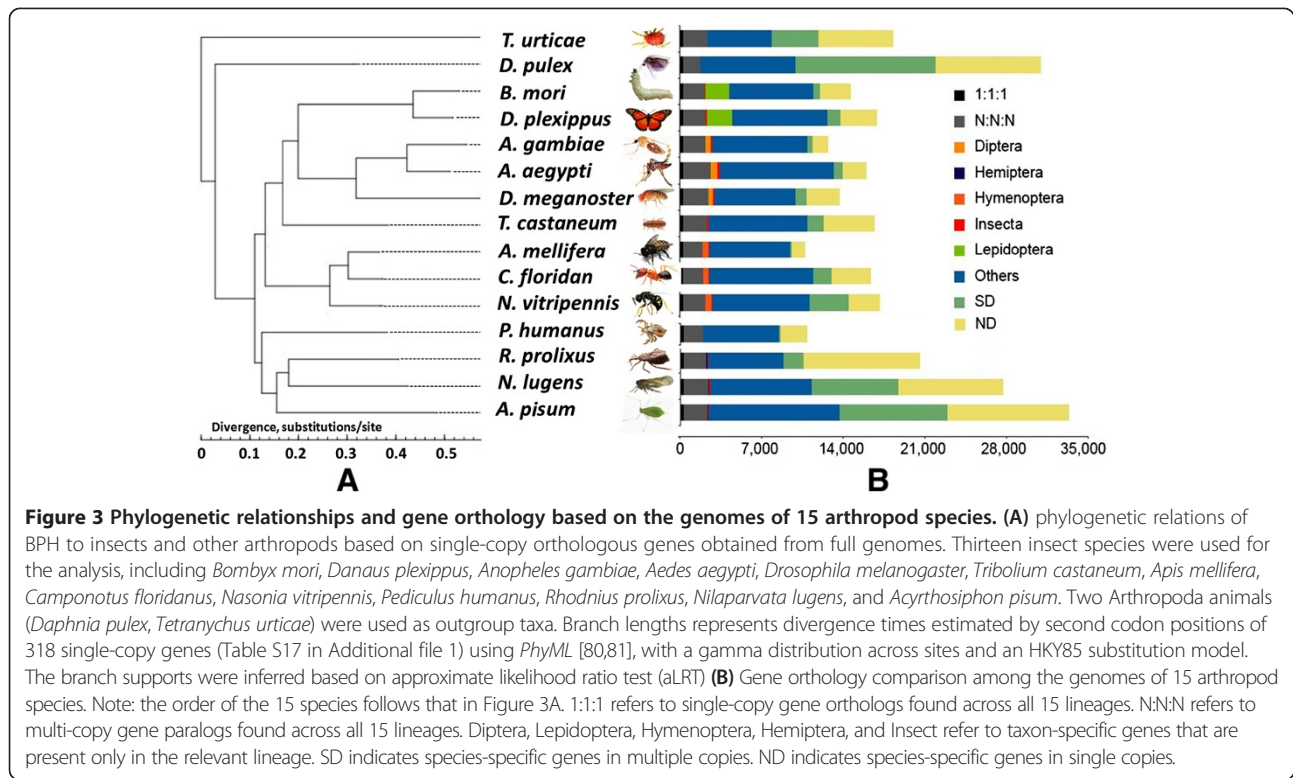 T. urticae
D. pulex
B. mori
D. plexippus
A. gambiae
A. aegypti
D. meganoster
T. castaneum
A. mellifera
C. floridan
N. vitripennis
P. humanus
R. prolixus
N. lugens
A. pisum
1:1:1
N:N:N
Diptera
Hemiptera
Hymenoptera
Insecta
Lepidoptera
Others
SD
ND
Divergence, substitutions/site
0 0.1 0.2 0.3 0.4 0.5
0 7,000 14,000 21,000 28,000 35,000
A
B
Figure 3 Phylogenetic relationships and gene orthology based on the genomes of 15 arthropod species. (A) phylogenetic relations of
BPH to insects and other arthropods based on single-copy orthologous genes obtained from full genomes. Thirteen insect species were used for
the analysis, including Bombyx mori, Danaus plexippus, Anopheles gambiae, Aedes aegypti, Drosophila melanogaster, Tribolium castaneum, Apis mellifera,
Camponotus floridanus, Nasonia vitripennis, Pediculus humanus, Rhodnius prolixus, Nilaparvata lugens, and Acyrthosiphon pisum. Two Arthropoda animals
(Daphnia pulex, Tetranychus urticae) were used as outgroup taxa. Branch lengths represents divergence times estimated by second codon positions of
318 single-copy genes (Table S17 in Additional file 1) using PhyML [80,81], with a gamma distribution across sites and an HKY85 substitution model.
The branch supports were inferred based on approximate likelihood ratio test (aLRT) (B) Gene orthology comparison among the genomes of 15 arthropod
species. Note: the order of the 15 species follows that in Figure 3A. 1:1:1 refers to single-copy gene orthologs found across all 15 lineages. N:N:N refers to
multi-copy gene paralogs found across all 15 lineages. Diptera, Lepidoptera, Hymenoptera, Hemiptera, and Insect refer to taxon-specific genes that are
present only in the relevant lineage. SD indicates species-specific genes in multiple copies. ND indicates species-specific genes in single copies.